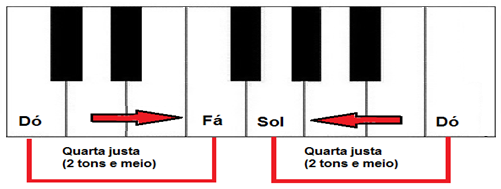 Dó Fá Sol Dó
Quarta justa
(2 tons e meio)
Quarta justa
(2 tons e meio)